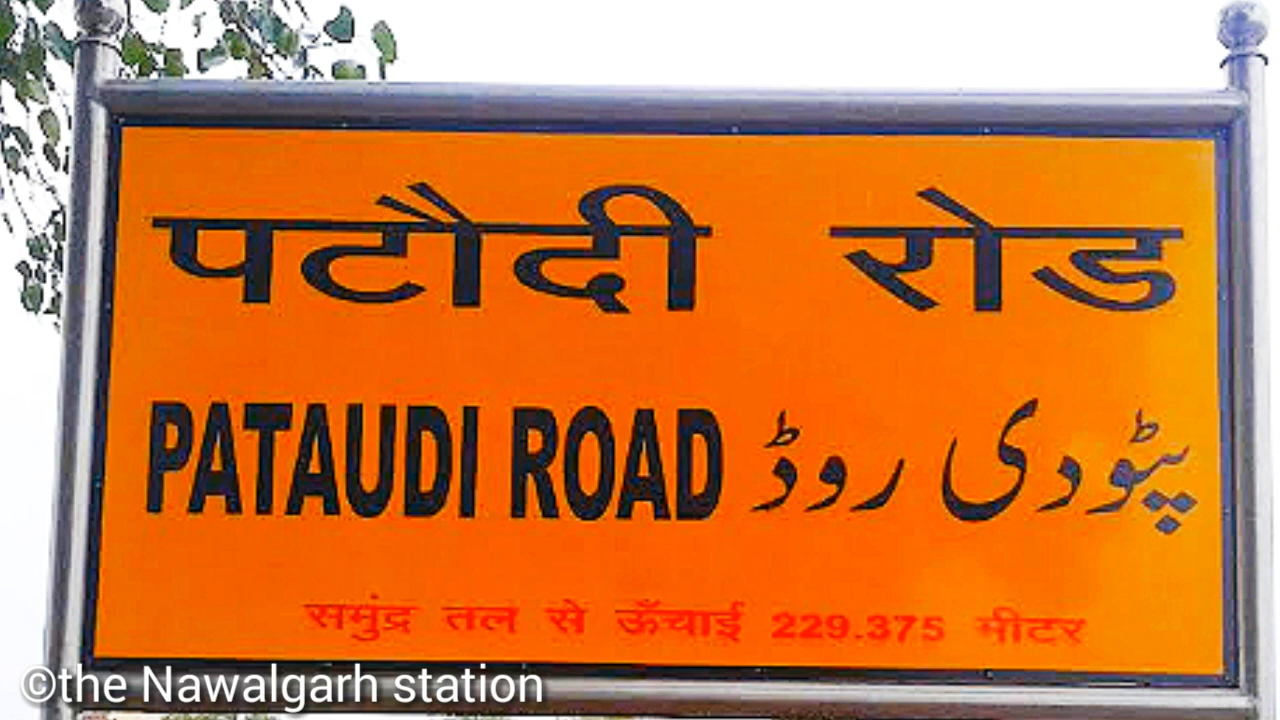 पटौदी रोड
PATAUDI ROAD پٹودی روڈ
समुंद्र तल से ऊँचाई 229.375 मीटर
©the Nawalgarh station